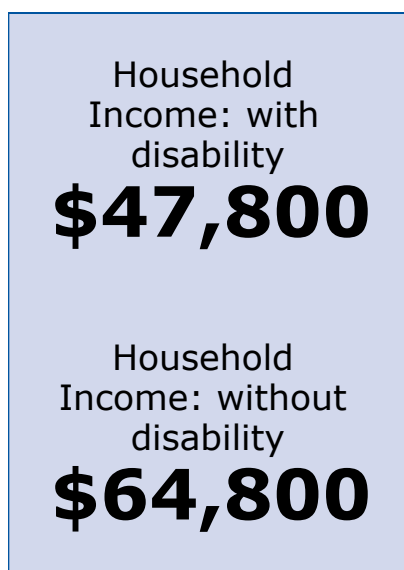 Household
Income: with
disability
$47,800
Household
Income: without
disability
$64,800